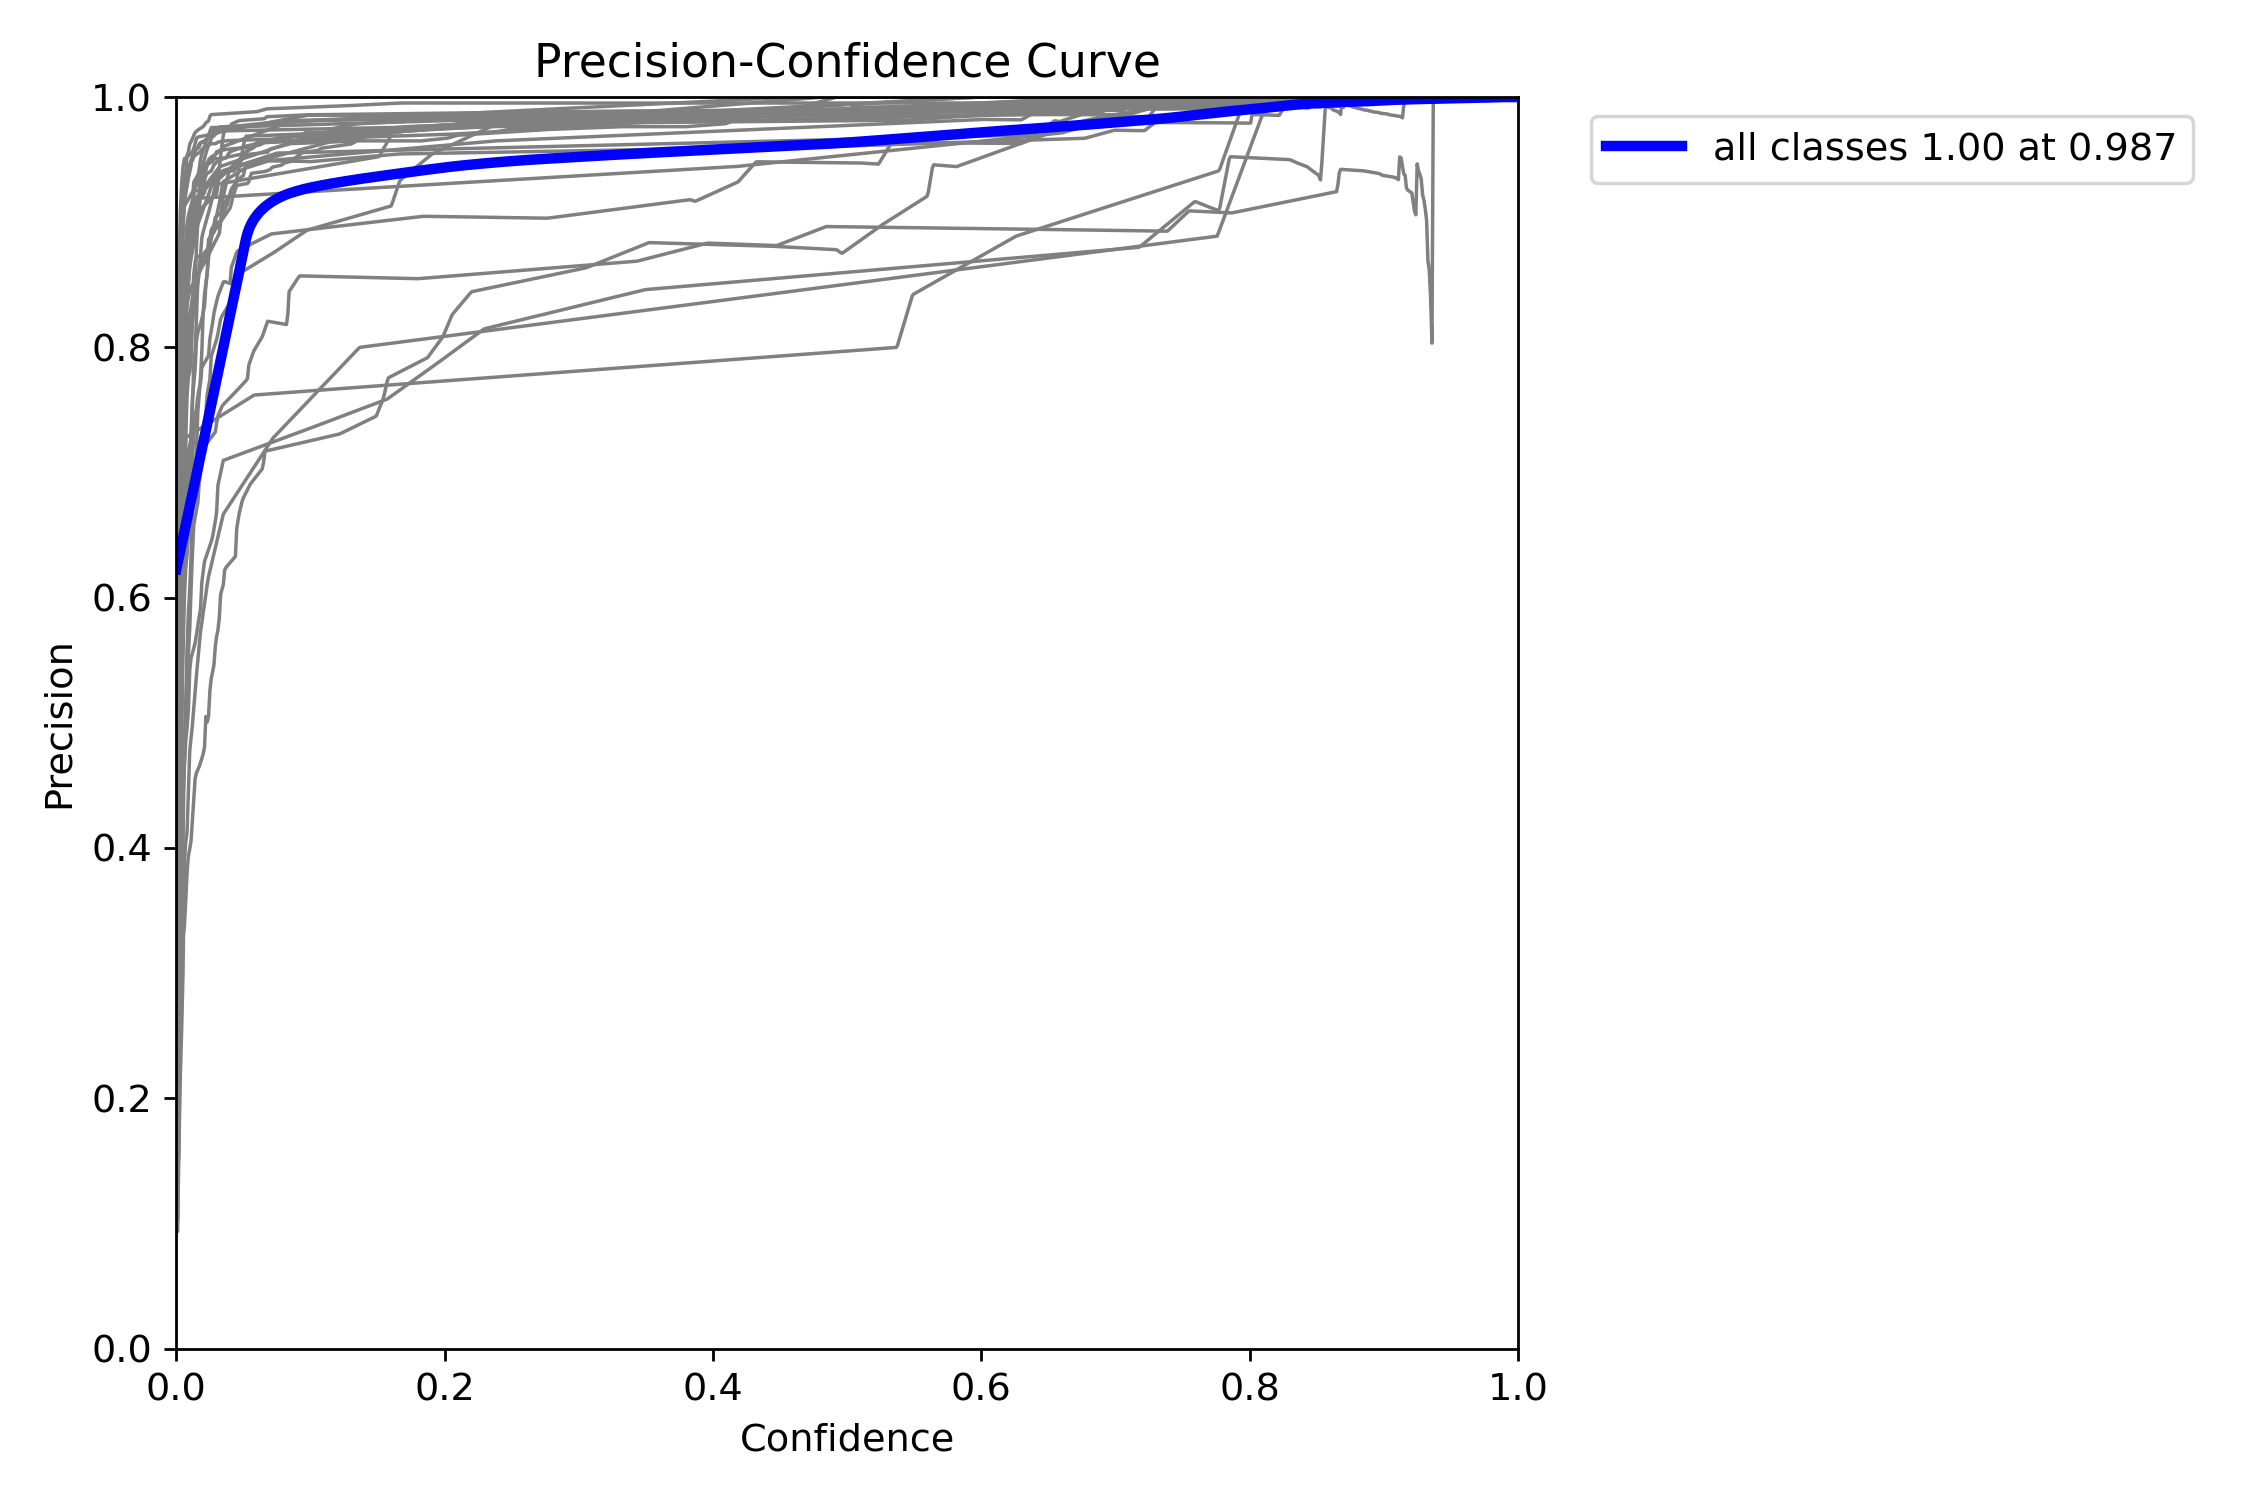 Precision-Confidence Curve
1.0
0.8
0.6
0.4
0.2
0.0
Precision
0.0 0.2 0.4 0.6 0.8 1.0
Confidence
all classes 1.00 at 0.987